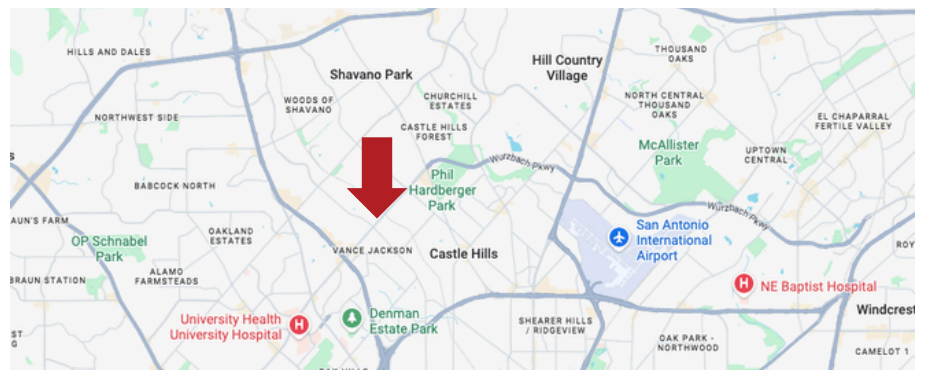 HILLS AND DALES
Shavano Park
Hill Country
Village
THOUSAND
OAKS
WOODS OF
SHAVANO
CHURCHILL
ESTATES
NORTH CENTRAL
THOUSAND
OAKS
NORTHWEST SIDE
CASTLE HILLS
FOREST
EL CHAPARRAL
FERTILE VALLEY
McAllister
Park
UPTOWN
CENTRAL
Wurzbach Pkwy
Phil
Hardberger
Park
BABCOCK NORTH
Wurzbach Pkwy
AUN'S FARM
OAKLAND
ESTATES
San Antonio
International
Airport
OP Schnabel
Park
VANCE JACKSON
Castle Hills
ROY
BRAUN STATION
ALAMO
FARMSTEADS
H
NE Baptist Hospital
University Health
University Hospital
H
Denman
Estate Park
SHEARER HILLS
/ RIDGEVIEW
Windcrest
ST
G
OAK PARK -
NORTHWOOD
CAMELOT 1